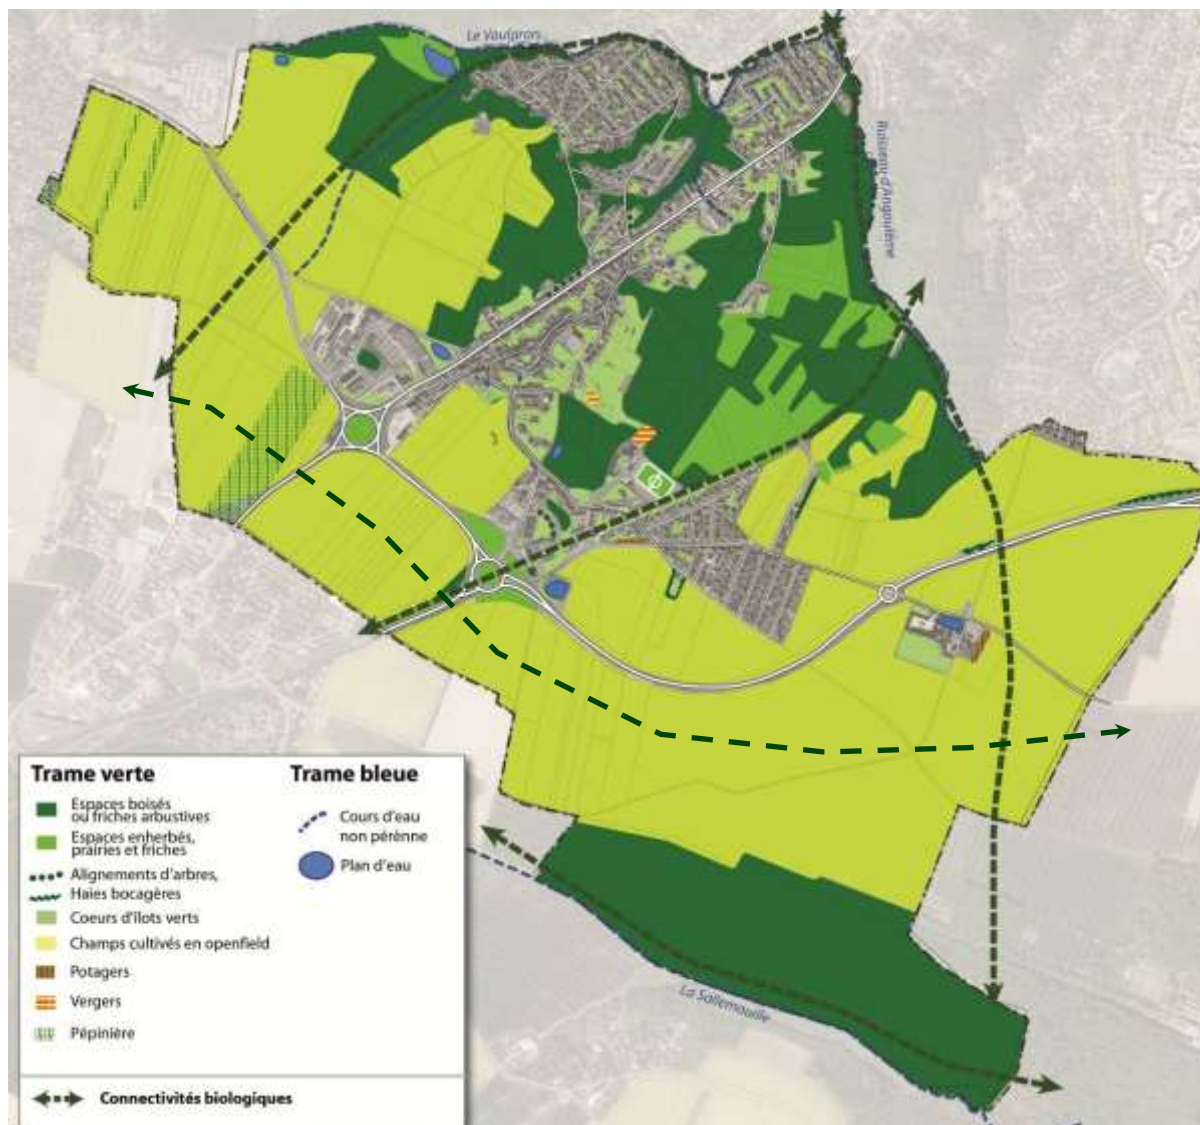 Le Vaulpron
Ruisseau d'Angoulême
Trame verte
Espaces boisés
ou friches arbustives
Espaces enherbés,
prairies et friches
Alignements d'arbres,
Haies bocagères
Coeurs d'îlots verts
Champs cultivés en openfield
Potagers
Vergers
Pépinière
Connectivités biologiques
Trame bleue
Cours d'eau
non pérènne
Plan d'eau
La Sallemouille